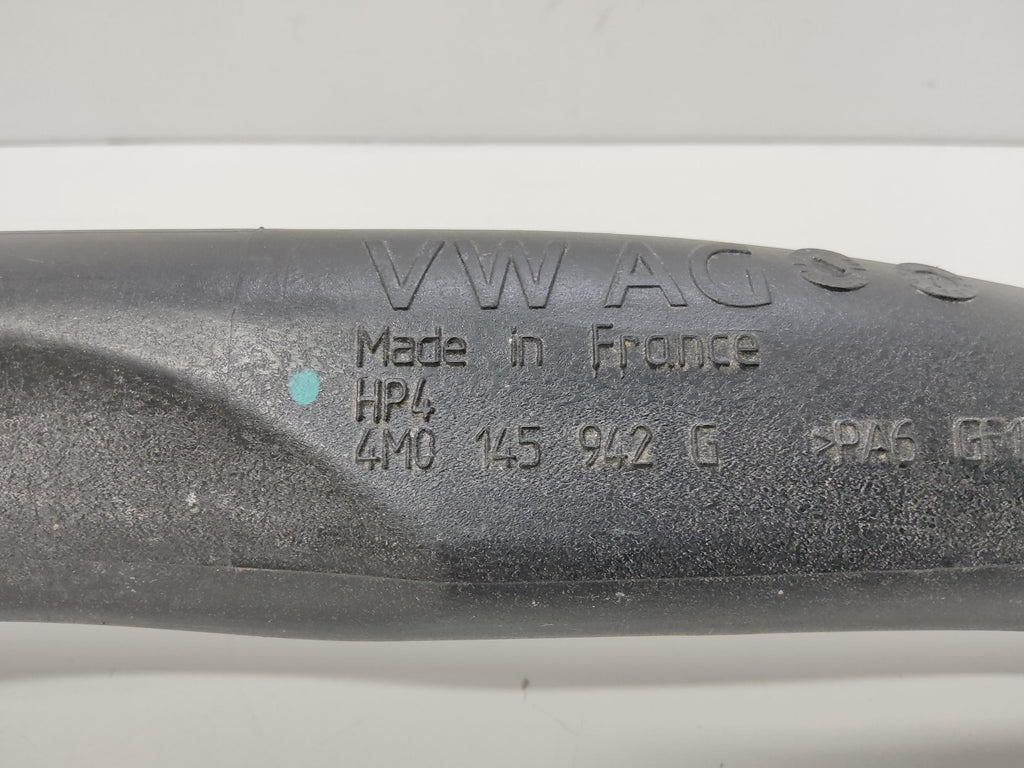 VW AG
Made in France
HP4
4M0 145 942 G >PA6